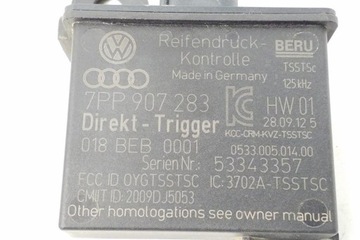 Reifendruck-
Kontrolle
BERU
Made in Germany
TSSTSc
125 kHz
7PP 907 283
HW 01
28.09.12 5
Direkt - Trigger
KCC-CRM-KVZ-TSSTSC
018 BEB 0001
0533.005.014.00
Serien Nr.: 53343357
FCC ID OYGTSSTSC IC: 3702A-TSSTSC
CMIIT ID: 2009DJ5053
Other homologations see owner manual